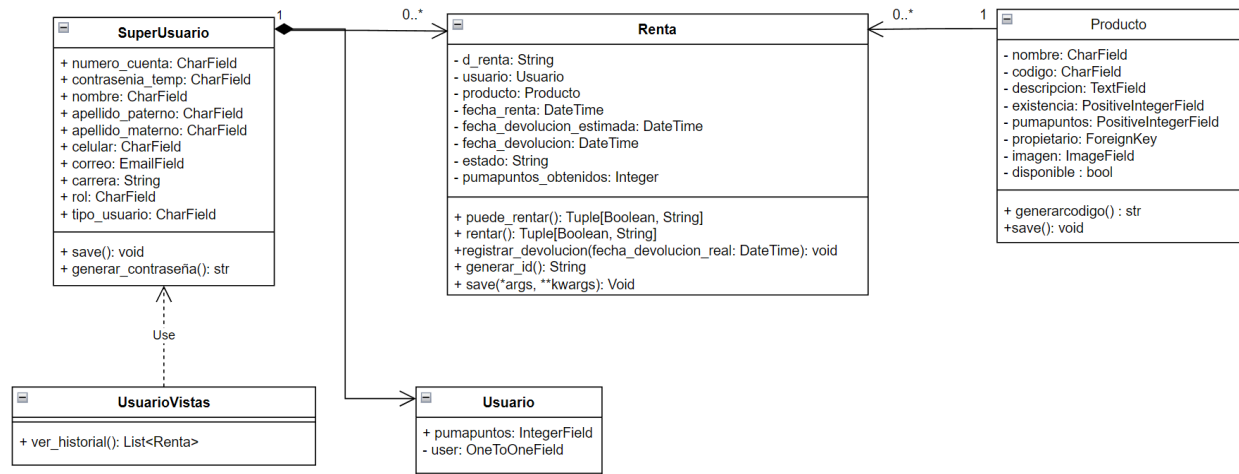 1
0..*
0..*
1
SuperUsuario
+ numero_cuenta: CharField
+ contrasenia_temp: CharField
+ nombre: CharField
+ apellido_paterno: CharField
+ apellido_materno: CharField
+ celular: CharField
+ correo: EmailField
+ carrera: String
+ rol: CharField
+ tipo_usuario: CharField
+ save(): void
+ generar_contraseña(): str
Renta
- d_renta: String
- usuario: Usuario
- producto: Producto
- fecha_renta: DateTime
- fecha_devolucion_estimada: DateTime
- fecha_devolucion: DateTime
- estado: String
- pumapuntos_obtenidos: Integer
+ puede_rentar(): Tuple[Boolean, String]
+ rentar(): Tuple[Boolean, String]
+registrar_devolucion(fecha_devolucion_real: DateTime): void
+ generar_id(): String
+ save(*args, **kwargs): Void
Producto
- nombre: CharField
- codigo: CharField
- descripcion: TextField
- existencia: PositiveIntegerField
- pumapuntos: PositiveIntegerField
- propietario: ForeignKey
- imagen: ImageField
- disponible : bool
+ generarcodigo() : str
+save(): void
Use
UsuarioVistas
+ ver_historial(): List<Renta>
Usuario
+ pumapuntos: IntegerField
- user: OneToOneField